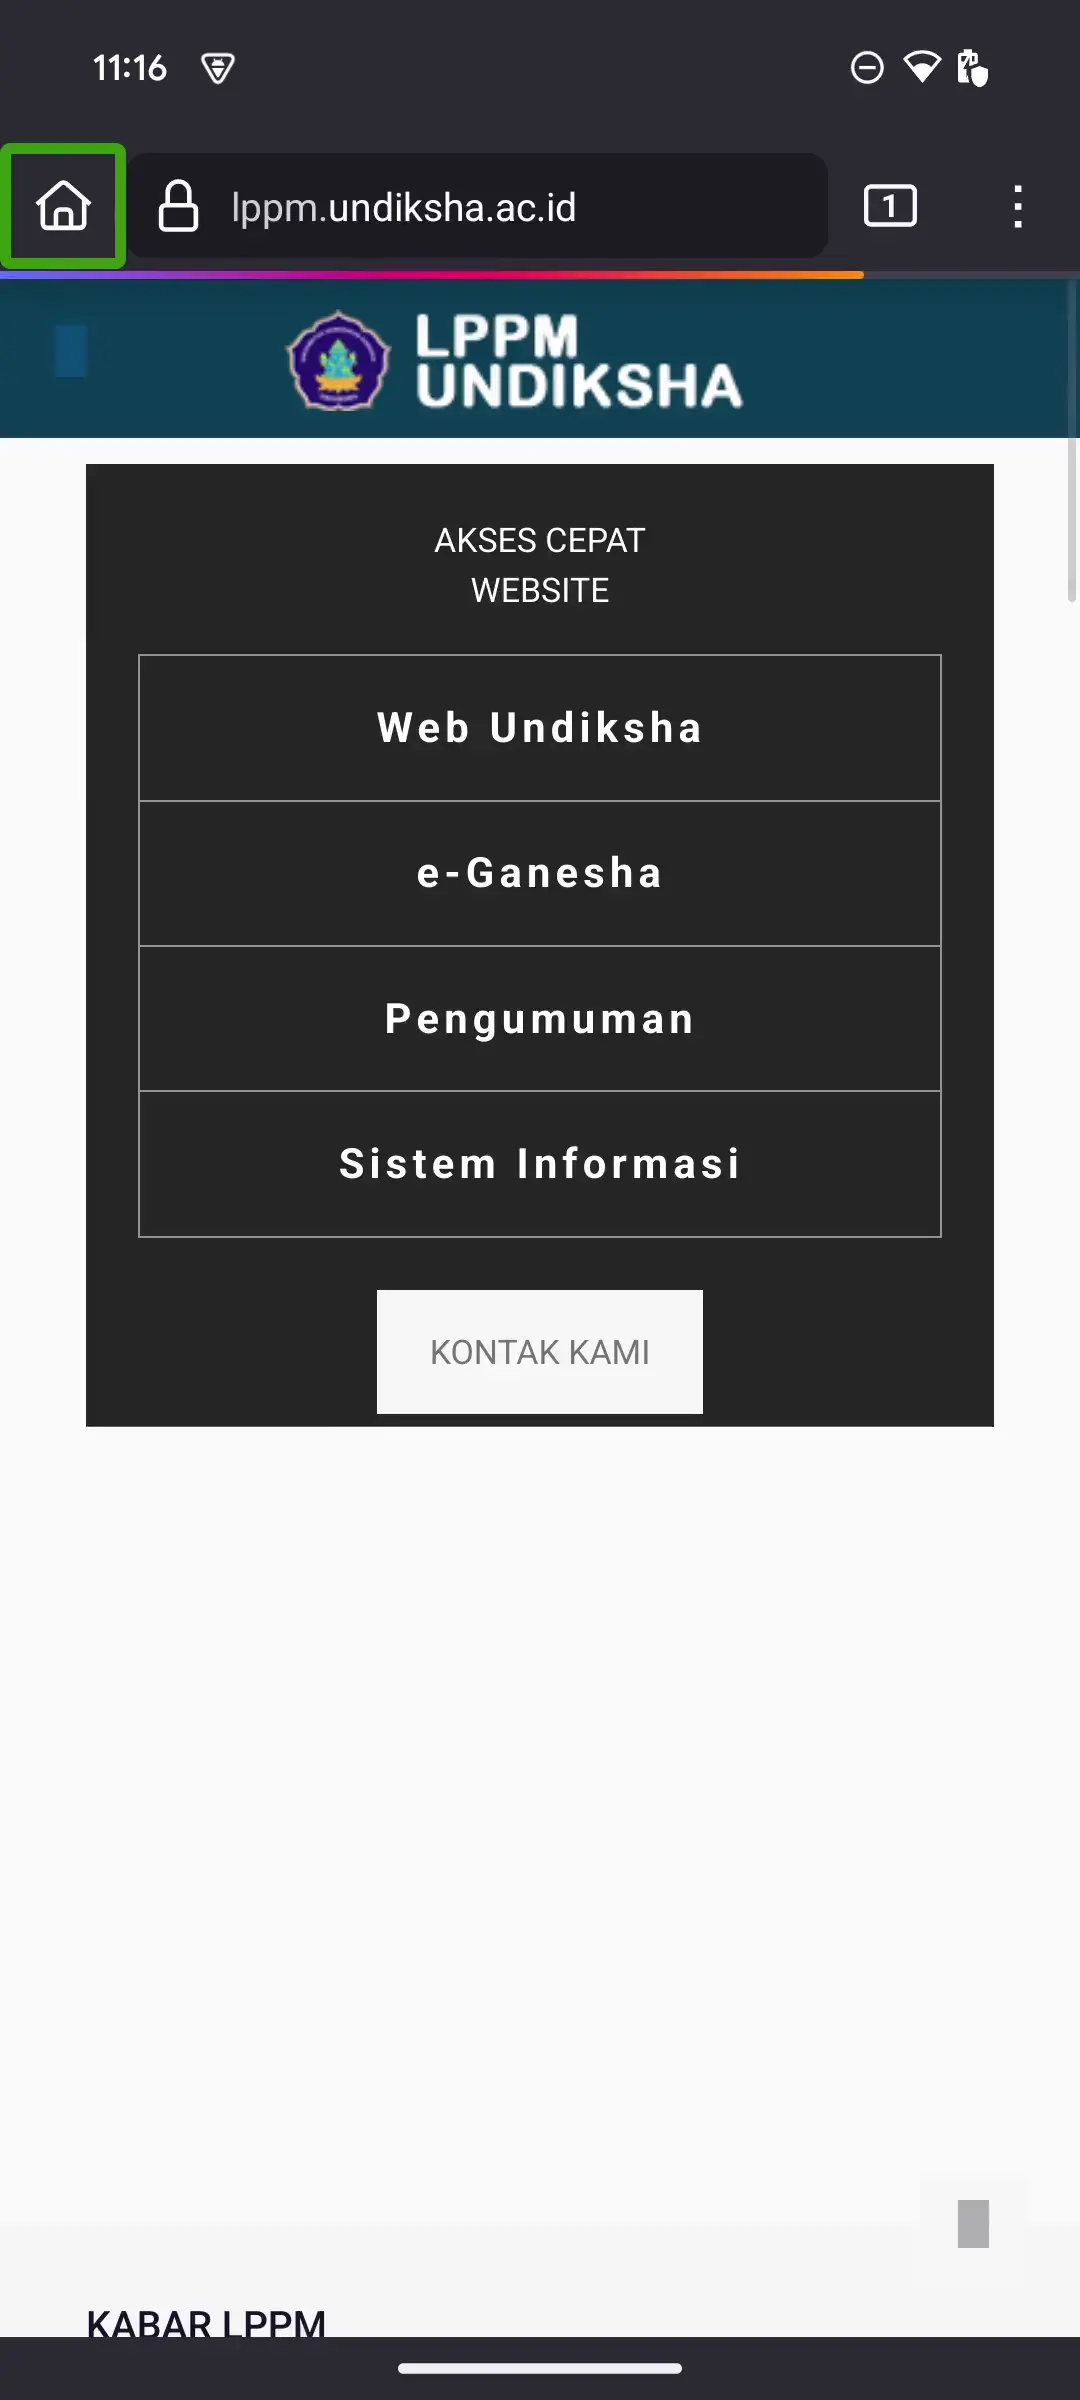 11:16
lppm.undiksha.ac.id
1
LPPM
UNDIKSHA
AKSES CEPAT
WEBSITE
Web Undiksha
e-Ganesha
Pengumuman
Sistem Informasi
KONTAK KAMI
KABAR LPPM